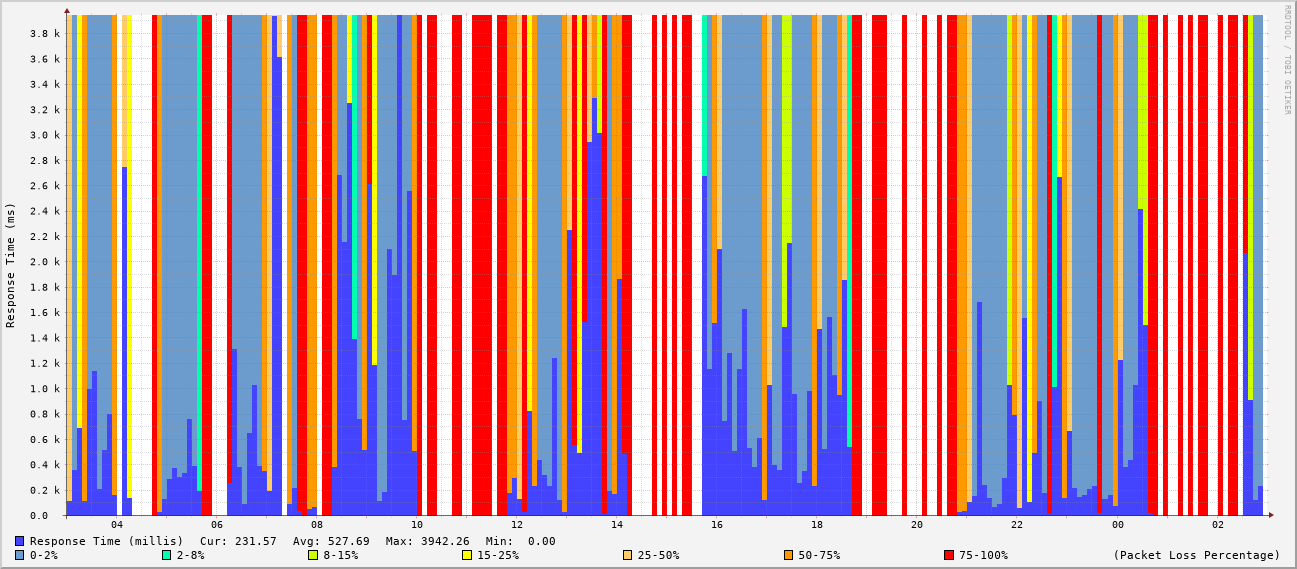 RRDTOOL / TOBI OETIKER
Response Time (ms)
3.8 k
3.6 k
3.4 k
3.2 k
3.0 k
2.8 k
2.6 k
2.4 k
2.2 k
2.0 k
1.8 k
1.6 k
1.4 k
1.2 k
1.0 k
0.8 k
0.6 k
0.4 k
0.2 k
0.0
04 06 08 10 12 14 16 18 20 22 00 02
Response Time (millis) Cur: 231.57 Avg: 527.69 Max: 3942.26 Min: 0.00
0-2% 2-8% 8-15% 15-25% 25-50% 50-75% 75-100% (Packet Loss Percentage)